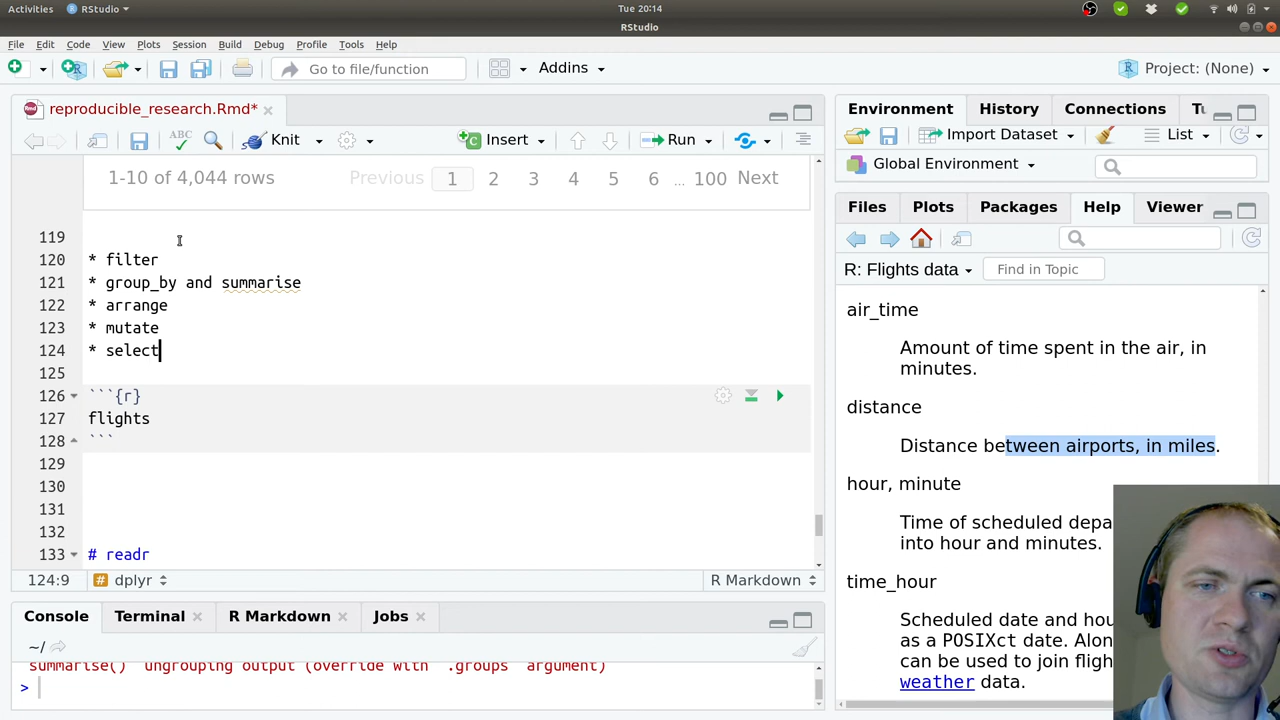 Activities RStudio Tue 20:14
RStudio
File Edit Code View Plots Session Build Debug Profile Tools Help
Go to file/function Addins Project: (None)
reproducible_research.Rmd*
ABC Knit Insert Run
1-10 of 4,044 rows Previous 1 2 3 4 5 6 ... 100 Next
119
120 * filter
121 * group_by and summarise
122 * arrange
123 * mutate
124 * select
125
126 ```{r}
127 flights
128 ```
129
130
131
132
133 # readr
124:9 # dplyr R Markdown
Console Terminal R Markdown Jobs
~/
`summarise()` ungrouping output (override with `.groups` argument)
>
Environment History Connections
Import Dataset List
Global Environment
Files Plots Packages Help Viewer
R: Flights data Find in Topic
air_time
Amount of time spent in the air, in
minutes.
distance
Distance between airports, in miles.
hour, minute
Time of scheduled
into hour and minutes.
time_hour
Scheduled date and
as a POSIXct date.
can be used to join
weather data.